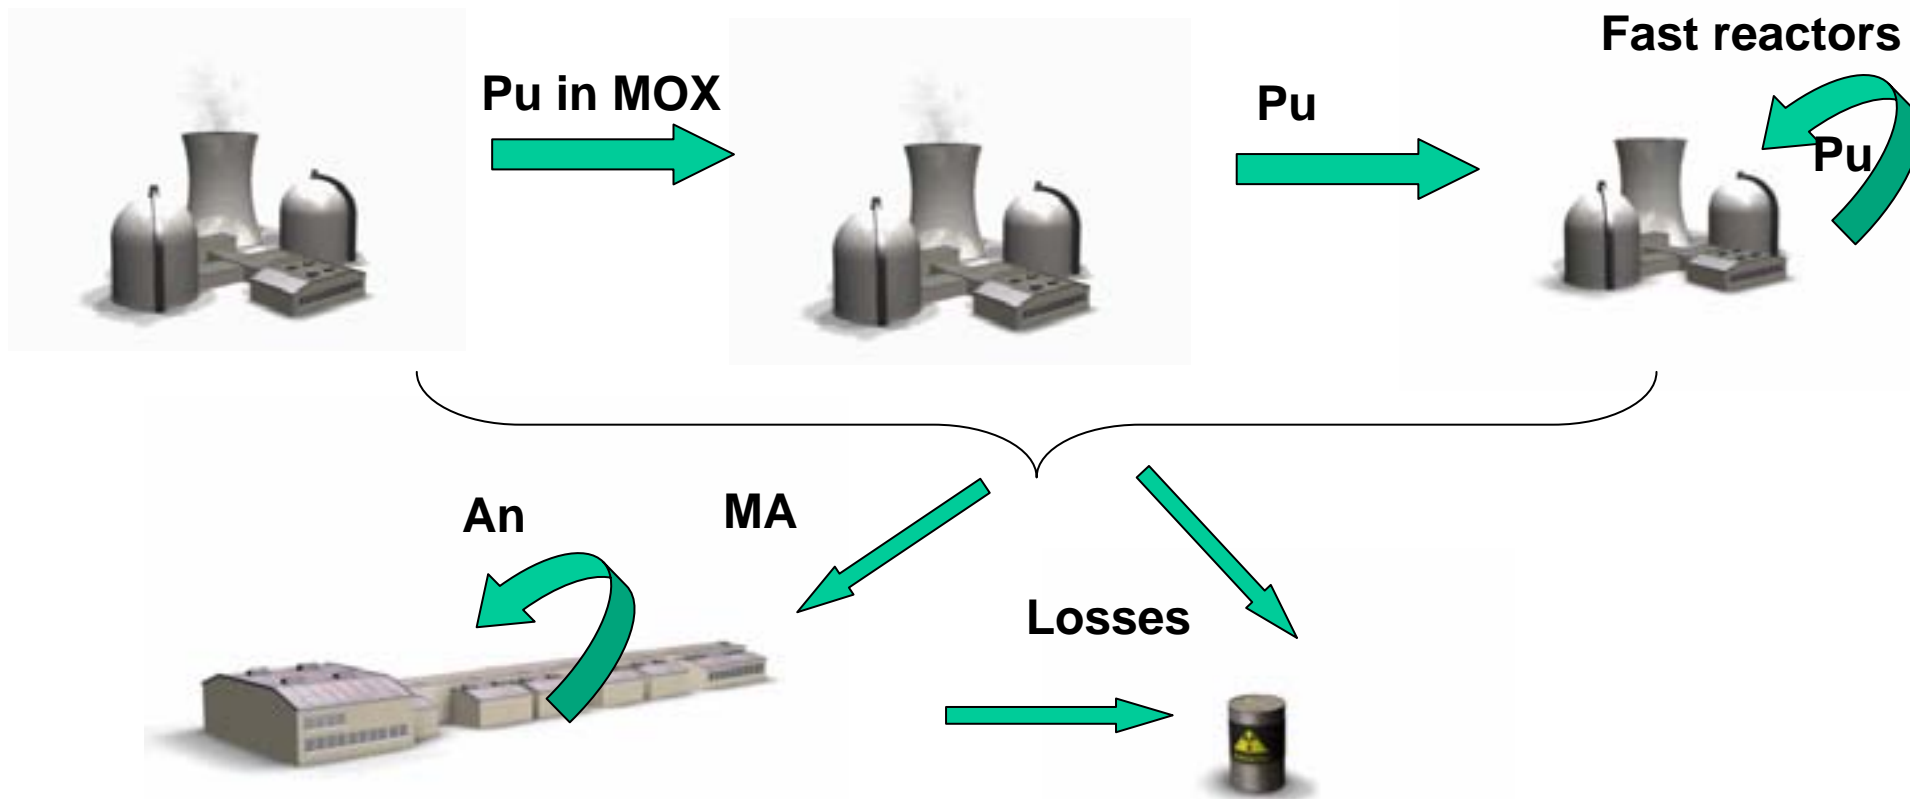 Fast reactors
Pu in MOX
Pu
Pu
An
MA
Losses